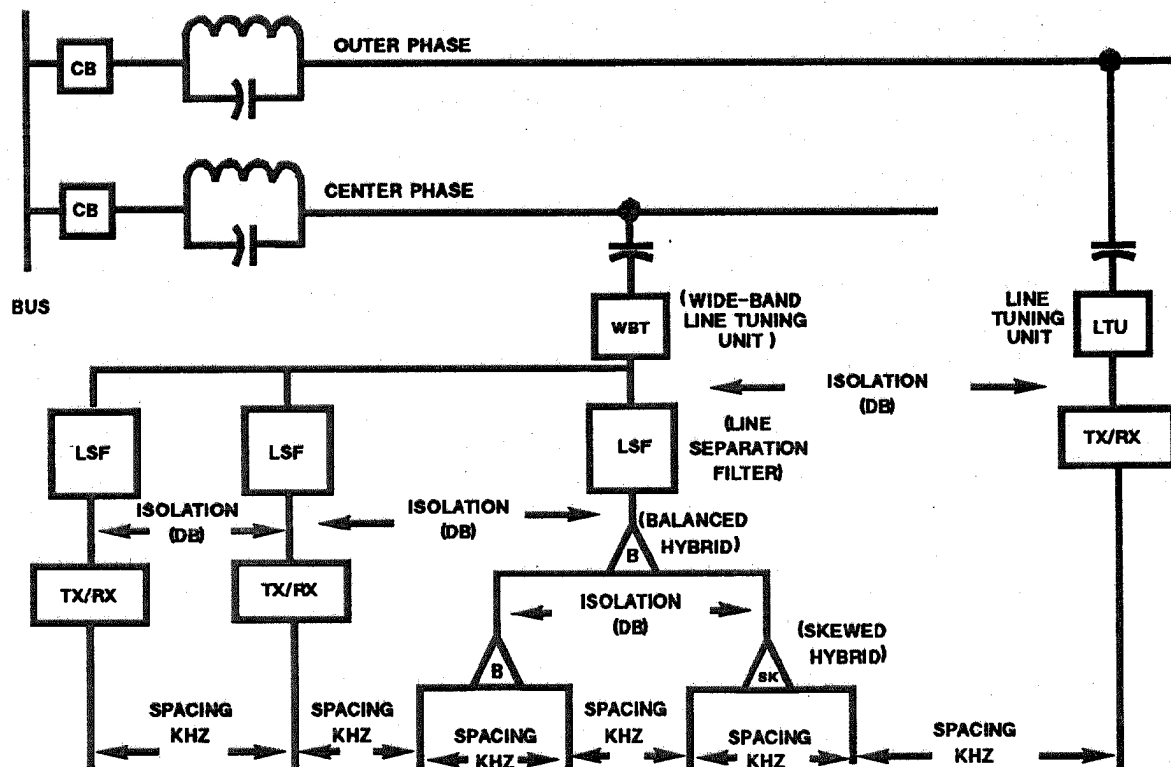 OUTER PHASE
CB
CENTER PHASE
CB
BUS
WBT
(WIDE-BAND
LINE TUNING
UNIT)
LINE
TUNING
UNIT
LTU
ISOLATION
(DB)
LSF
LSF
LSF
(LINE
SEPARATION
FILTER)
TX/RX
ISOLATION
(DB)
ISOLATION
(DB)
(BALANCED
HYBRID)
B
TX/RX
TX/RX
ISOLATION
(DB)
(SKEWED
HYBRID)
B
SK
SPACING
KHZ
SPACING
KHZ
SPACING
KHZ
SPACING
KHZ
SPACING
KHZ
SPACING
KHZ